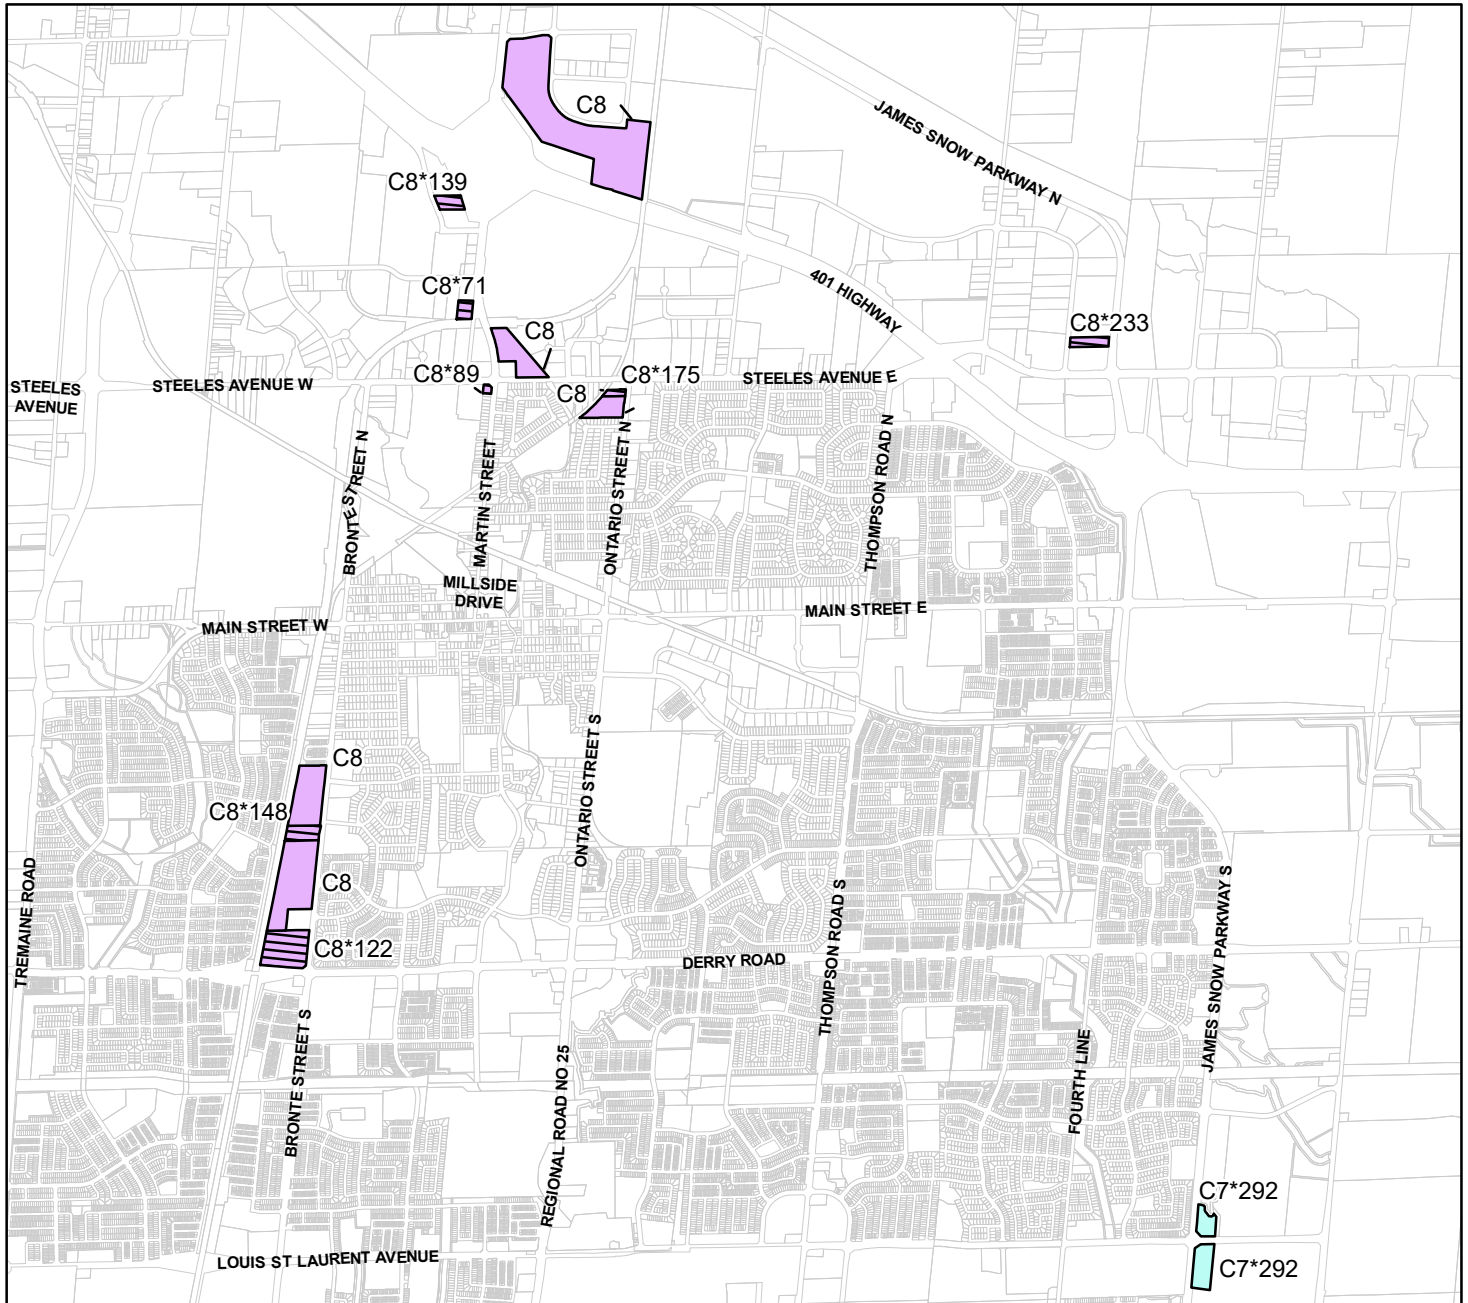 C8
JAMES SNOW PARKWAY N
C8*139
C8*71
401 HIGHWAY
C8
C8*233
C8*89
C8*175
C8
STEELES
AVENUE
STEELES AVENUE W
STEELES AVENUE E
BRONTE STREET N
MARTIN STREET
ONTARIO STREET N
THOMPSON ROAD N
MILLSIDE
DRIVE
MAIN STREET W
MAIN STREET E
C8
C8*148
ONTARIO STREET S
C8
TREMAINE ROAD
C8*122
DERRY ROAD
THOMPSON ROAD S
JAMES SNOW PARKWAY S
BRONTE STREET S
REGIONAL ROAD NO 25
FOURTH LINE
C7*292
LOUIS ST LAURENT AVENUE
C7*292